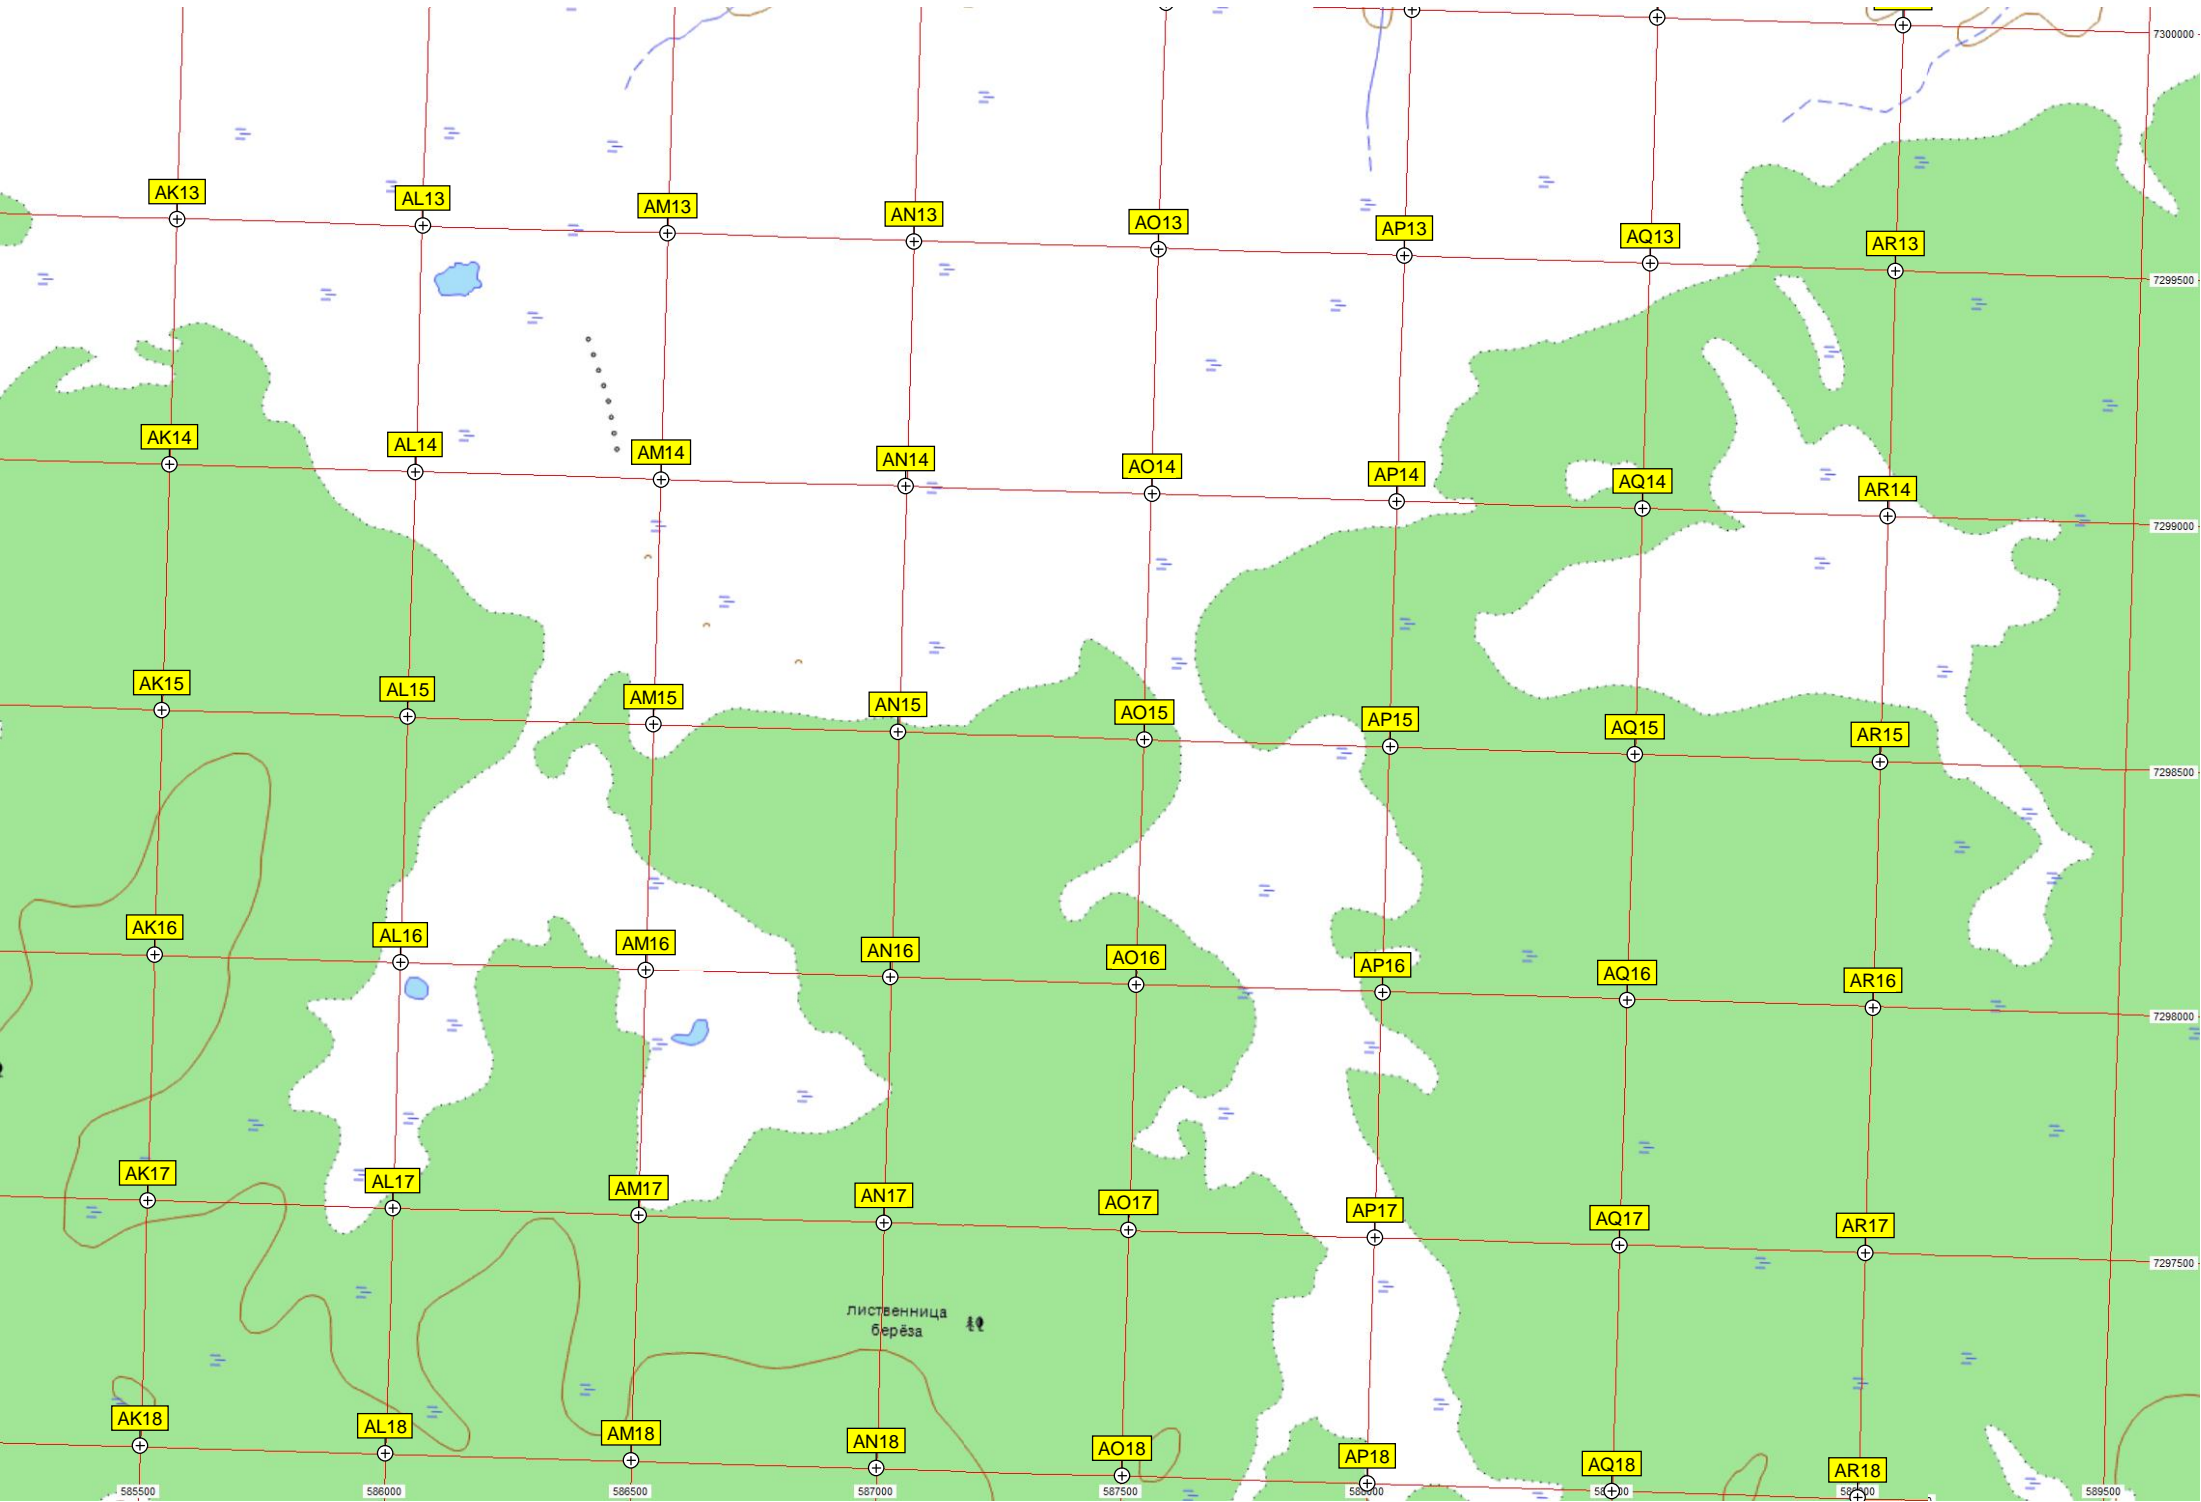 7300000
AK13 AL13 AM13 AN13 AO13 AP13 AQ13 AR13
7299500
AK14 AL14 AM14 AN14 AO14 AP14 AQ14 AR14
7299000
AK15 AL15 AM15 AN15 AO15 AP15 AQ15 AR15
7298500
AK16 AL16 AM16 AN16 AO16 AP16 AQ16 AR16
7298000
AK17 AL17 AM17 AN17 AO17 AP17 AQ17 AR17
7297500
лиственница
берёза
AK18 AL18 AM18 AN18 AO18 AP18 AQ18 AR18
585500 586000 586500 587000 587500 589500